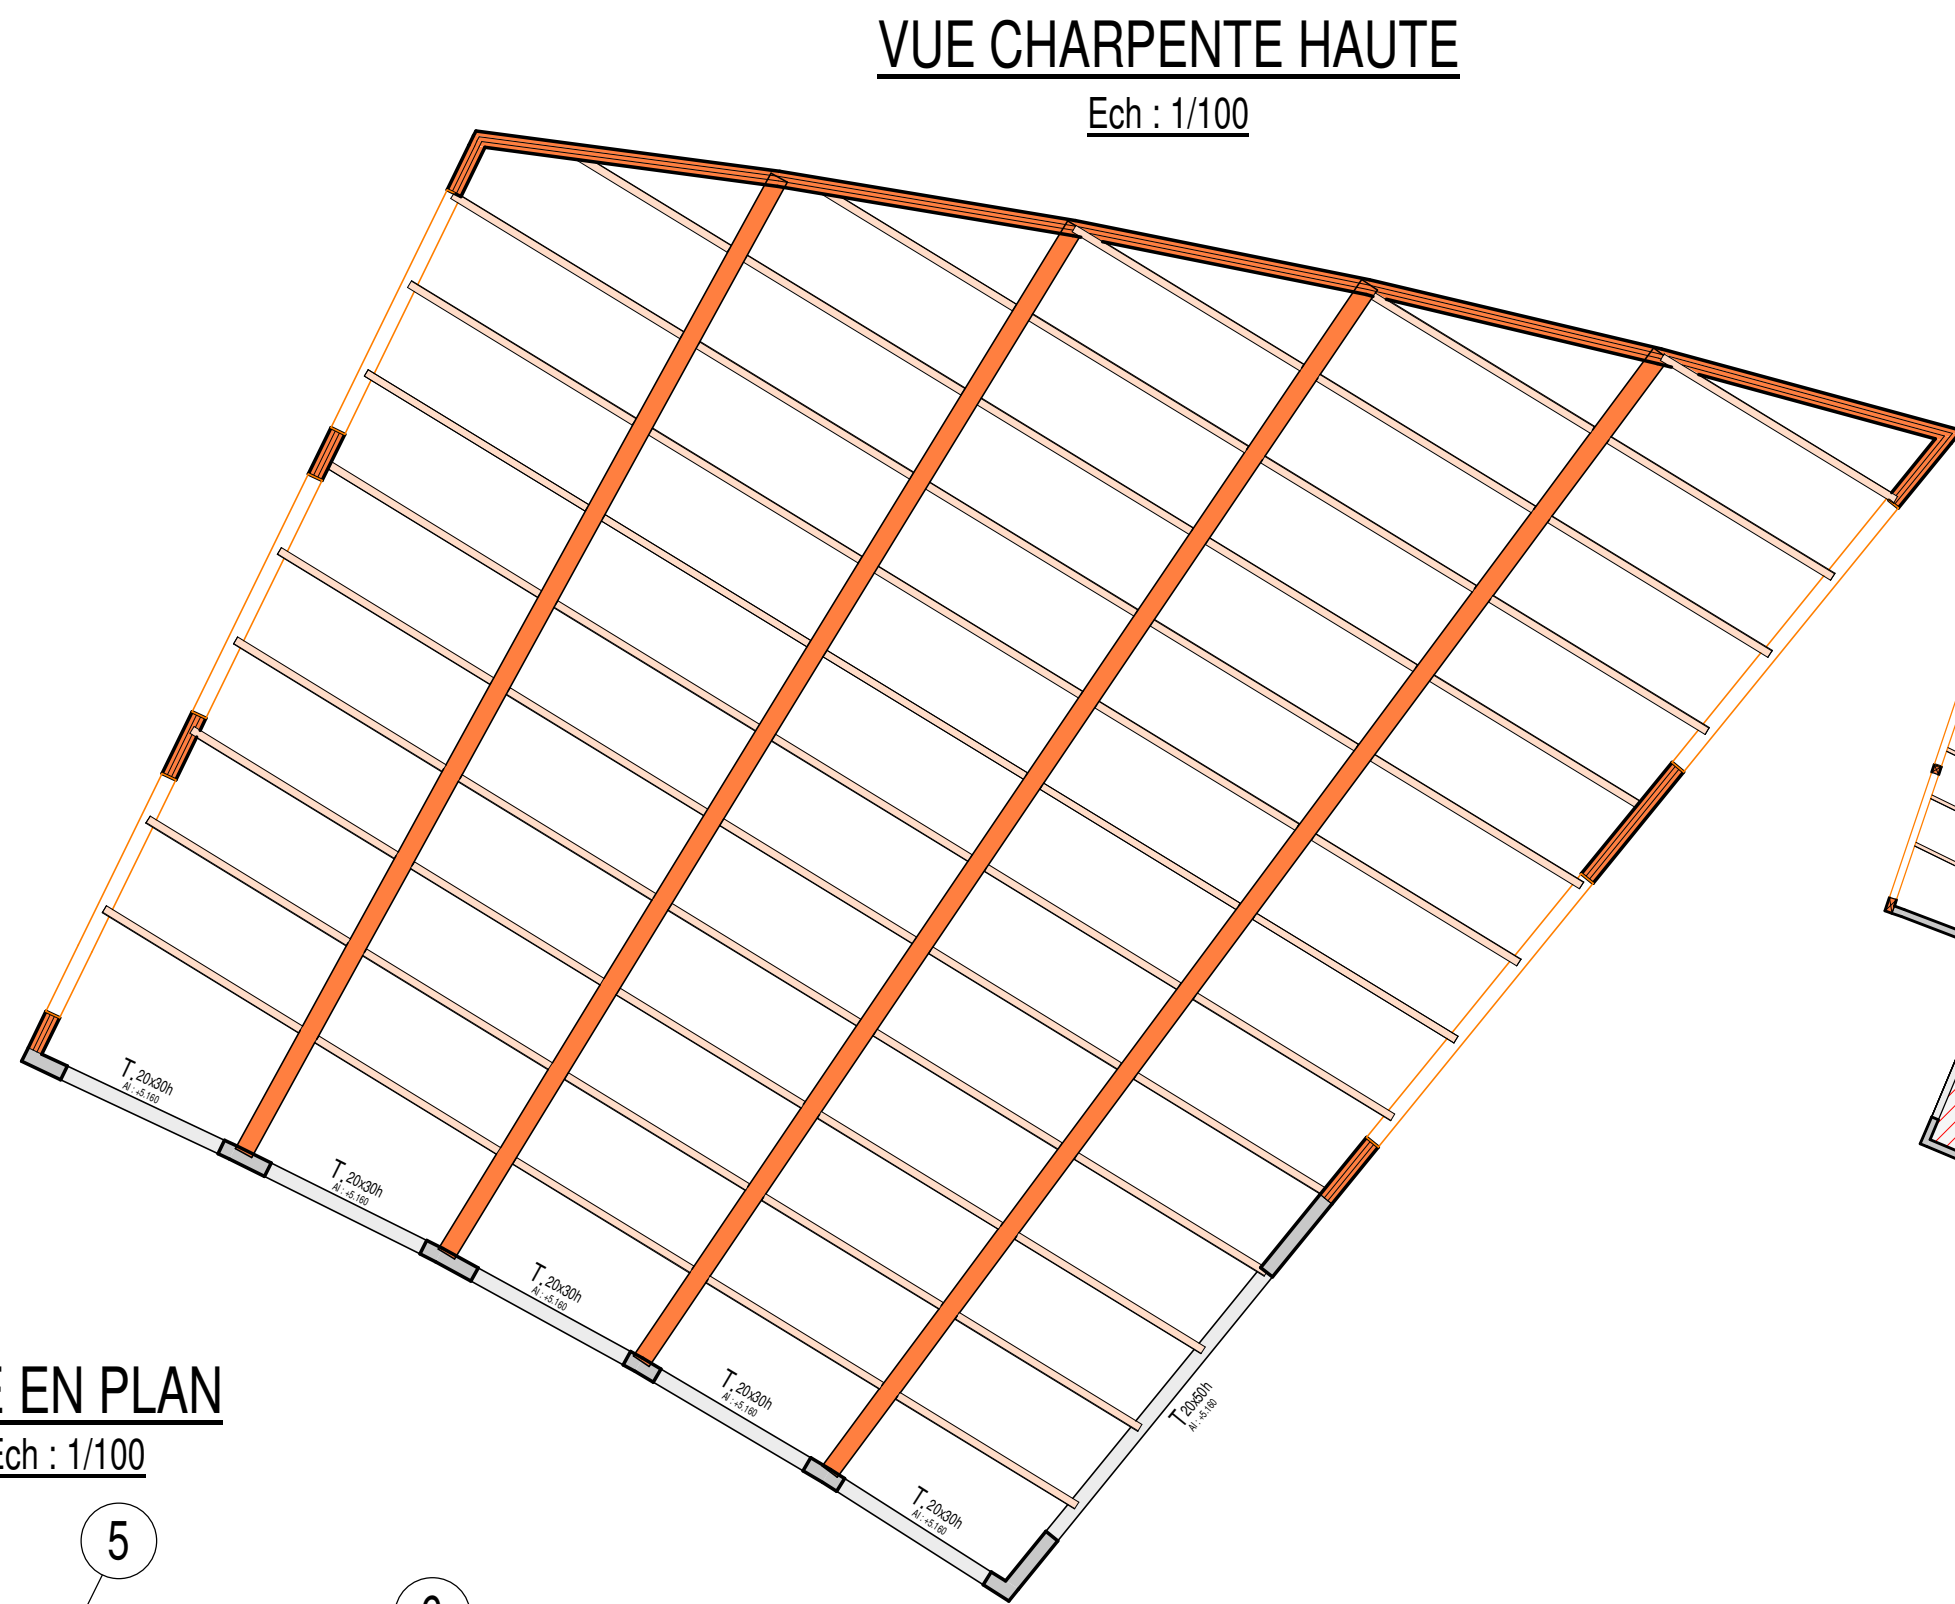 VUE CHARPENTE HAUTE
Ech : 1/100
T. 20x30h
Al : +5.160
T. 20x30h
Al : +5.160
T. 20x30h
Al : +5.160
T. 20x30h
Al : +5.160
T. 20x30h
Al : +5.160
T. 20x50h
Al : +5.160
E EN PLAN
Ech : 1/100
5